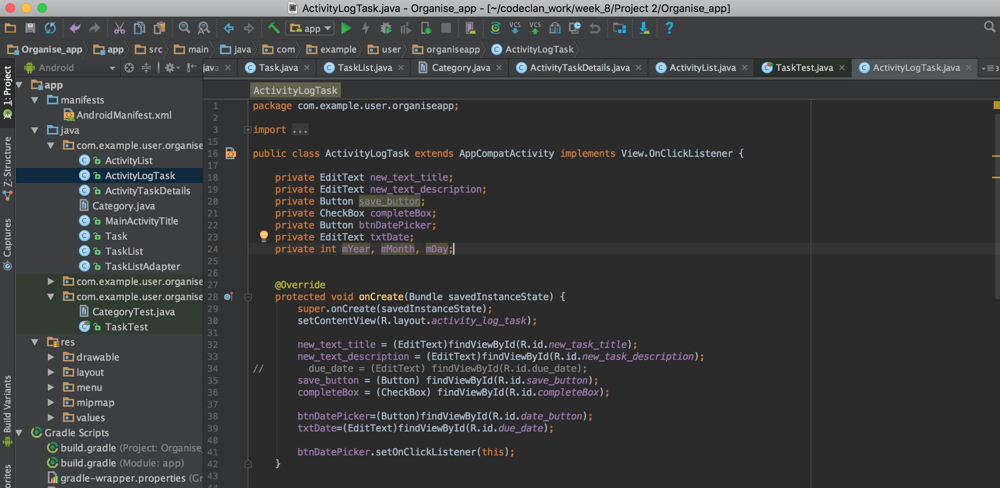 ActivityLogTask.java - Organise_app - [~/codeclan_work/week_8/Project 2/Organise_app]
app
VCS
VCS
?
Organise_app
app
src
main
java
com
example
user
organiseapp
ActivityLogTask
1: Project
Z: Structure
Captures
Build Variants
Android
app
manifests
AndroidManifest.xml
java
com.example.user.organise
ActivityList
ActivityLogTask
ActivityTaskDetails
Category.java
MainActivityTitle
Task
TaskList
TaskListAdapter
com.example.user.organise
com.example.user.organise
CategoryTest.java
TaskTest
res
drawable
layout
menu
mipmap
values
Gradle Scripts
build.gradle (Project: Organise_
build.gradle (Module: app)
gradle-wrapper.properties (Gr
java
Task.java
TaskList.java
Category.java
ActivityTaskDetails.java
ActivityList.java
TaskTest.java
ActivityLogTask.java
3
ActivityLogTask
1 package com.example.user.organiseapp;
2
3 import ...
15
16 public class ActivityLogTask extends AppCompatActivity implements View.OnClickListener {
17
18 private EditText new_text_title;
19 private EditText new_text_description;
20 private Button save_button;
21 private CheckBox completeBox;
22 private Button btnDatePicker;
23 private EditText txtDate;
24 private int mYear, mMonth, mDay;
25
26
27 @Override
28 protected void onCreate(Bundle savedInstanceState) {
29 super.onCreate(savedInstanceState);
30 setContentView(R.layout.activity_log_task);
31
32 new_text_title = (EditText)findViewById(R.id.new_task_title);
33 new_text_description = (EditText)findViewById(R.id.new_task_description);
34 // due_date = (EditText) findViewById(R.id.due_date);
35 save_button = (Button) findViewById(R.id.save_button);
36 completeBox = (CheckBox) findViewById(R.id.completeBox);
37
38 btnDatePicker=(Button)findViewById(R.id.date_button);
39 txtDate=(EditText)findViewById(R.id.due_date);
40
41 btnDatePicker.setOnClickListener(this);
42 }
43
44